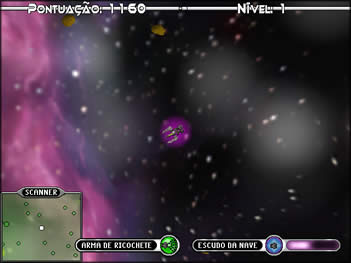 Pontuação: 1160 Nível: 1
SCANNER
ARMA DE RICOCHETE ESCUDO DA NAVE